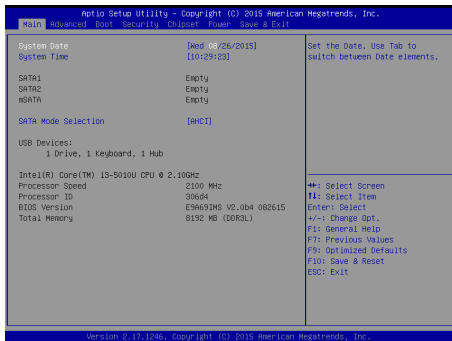 Aptio Setup Utility - Copyright (C) 2015 American Megatrends, Inc.
Main Advanced Boot Security Chipset Power Save & Exit
System Date [Wed 08/26/2015]
System Time [10:29:23]
SATA1 Empty
SATA2 Empty
mSATA Empty
SATA Mode Selection [AHCI]
USB Devices:
1 Drive, 1 Keyboard, 1 Hub
Intel(R) Core(TM) i3-5010U CPU @ 2.10GHz
Processor Speed 2100 MHz
Processor ID 306d4
BIOS Version E9A69IMS V2.0b4 082615
Total Memory 8192 MB (DDR3L)
Set the Date. Use Tab to
switch between Date elements.
→←: Select Screen
↑↓: Select Item
Enter: Select
+/-: Change Opt.
F1: General Help
F7: Previous Values
F9: Optimized Defaults
F10: Save & Reset
ESC: Exit
Version 2.17.1246. Copyright (C) 2015 American Megatrends, Inc.